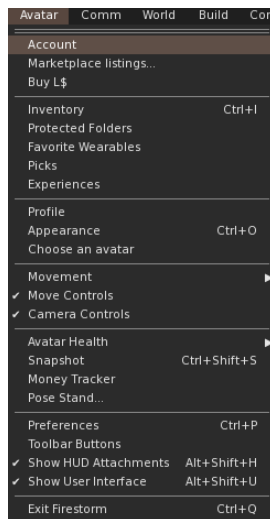 Avatar Comm World Build
Account
Marketplace listings...
Buy L$
Inventory Ctrl+I
Protected Folders
Favorite Wearables
Picks
Experiences
Profile
Appearance Ctrl+O
Choose an avatar
Movement
✔ Move Controls
✔ Camera Controls
Avatar Health
Snapshot Ctrl+Shift+S
Money Tracker
Pose Stand...
Preferences Ctrl+P
Toolbar Buttons
✔ Show HUD Attachments Alt+Shift+H
✔ Show User Interface Alt+Shift+U
Exit Firestorm Ctrl+Q